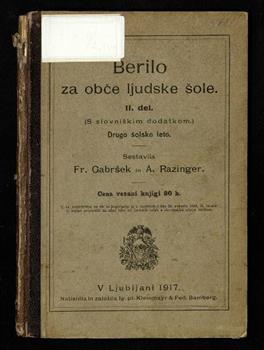 Berilo
za obče ljudske šole.
II. del.
(S slovniškim dodatkom.)
Drugo šolsko leto.
Sestavila
Fr. Gabršek in A. Razinger.
Cena vezani knjigi 80 h.
V Ljubljani 1917.
Natisnila in založila Ig. pl. Kleinmayr & Fed. Bamberg.